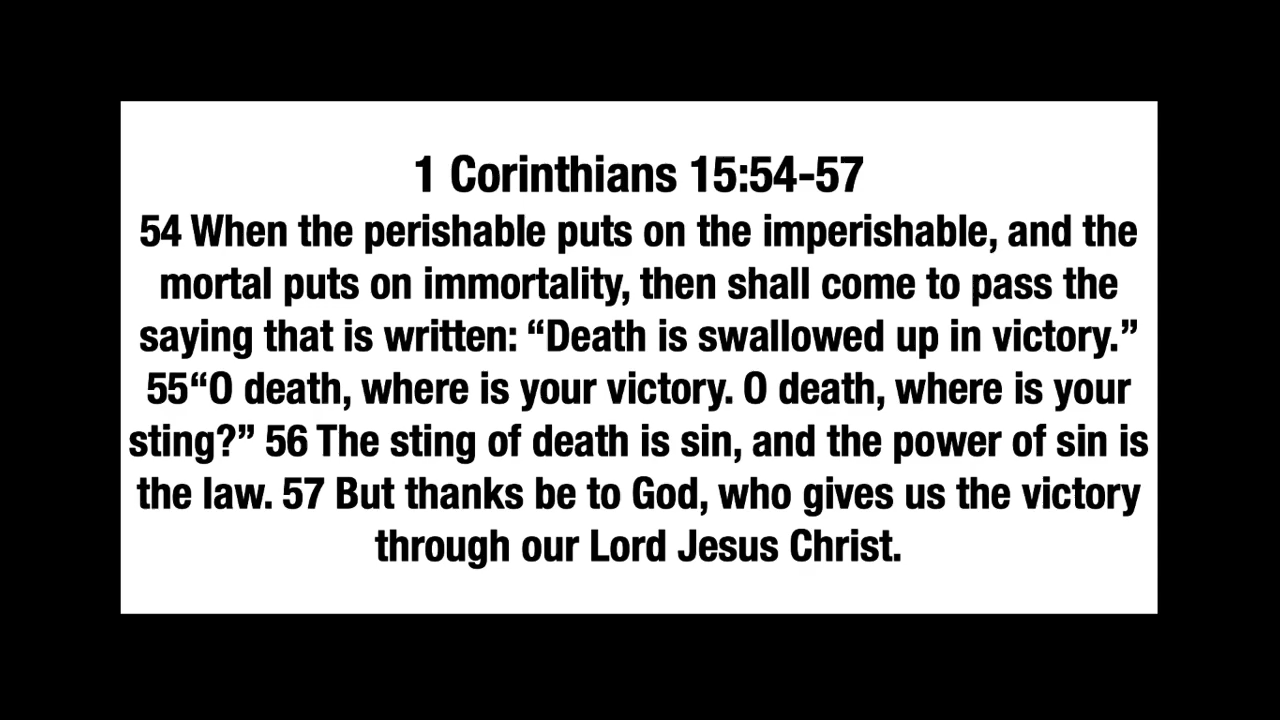 1 Corinthians 15:54-57
54 When the perishable puts on the imperishable, and the
mortal puts on immortality, then shall come to pass the
saying that is written: “Death is swallowed up in victory.”
55“O death, where is your victory. O death, where is your
sting?” 56 The sting of death is sin, and the power of sin is
the law. 57 But thanks be to God, who gives us the victory
through our Lord Jesus Christ.